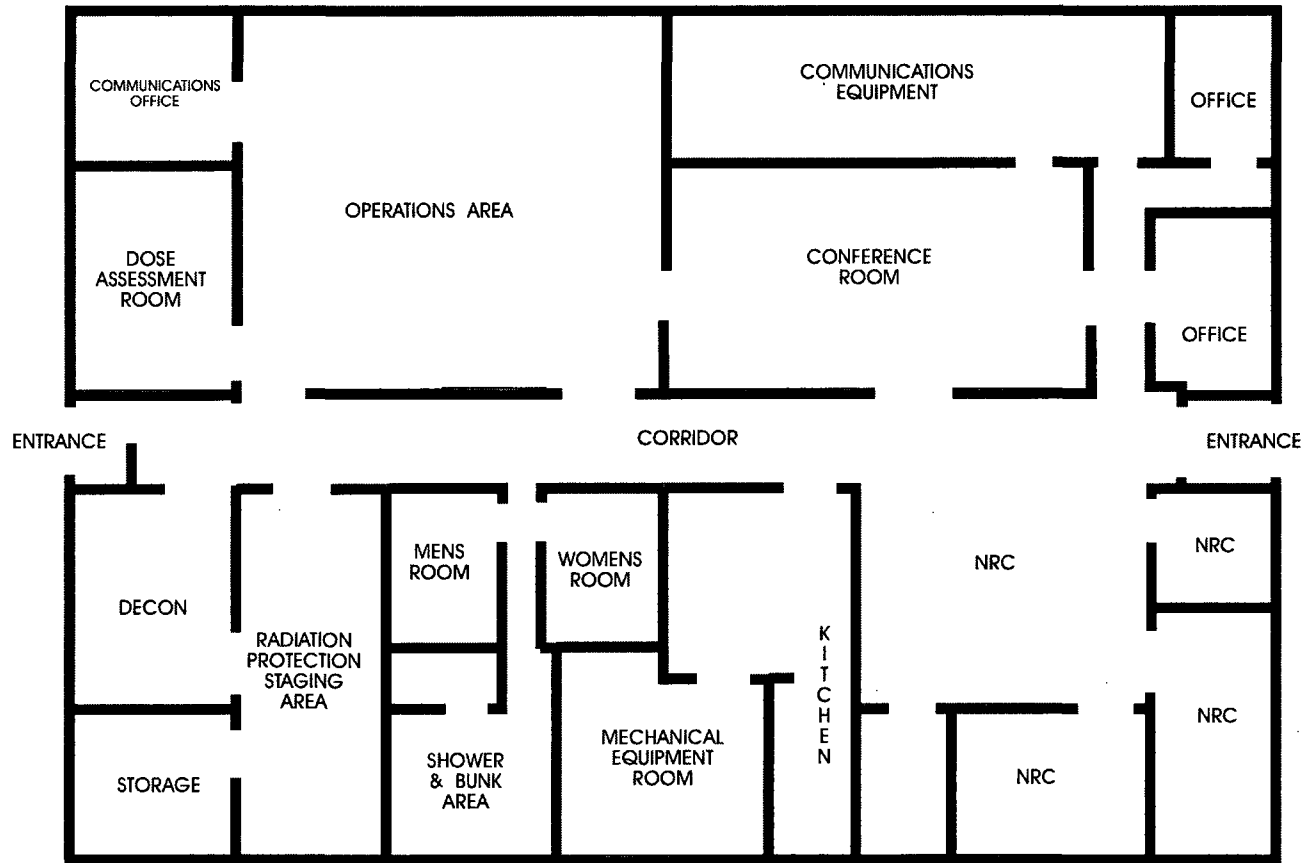 COMMUNICATIONS
OFFICE
COMMUNICATIONS
EQUIPMENT
OFFICE
OPERATIONS AREA
DOSE
ASSESSMENT
ROOM
CONFERENCE
ROOM
OFFICE
ENTRANCE
CORRIDOR
ENTRANCE
MENS
ROOM
WOMENS
ROOM
NRC
NRC
DECON
RADIATION
PROTECTION
STAGING
AREA
KITCHEN
STORAGE
SHOWER
& BUNK
AREA
MECHANICAL
EQUIPMENT
ROOM
NRC
NRC